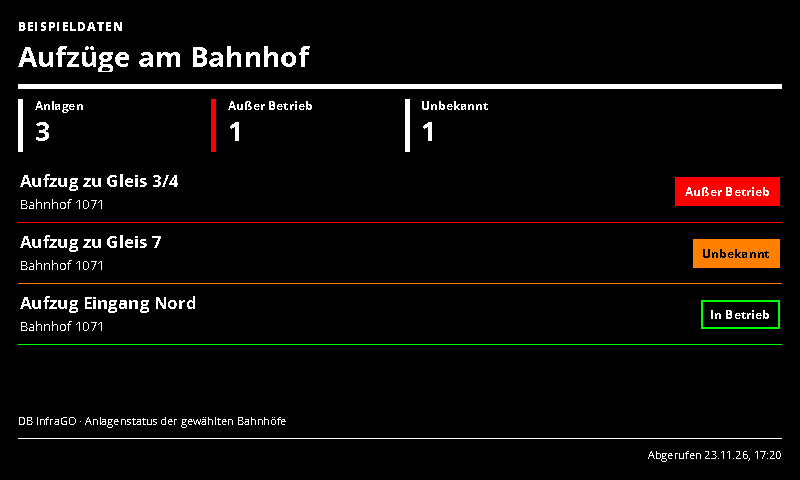 BEISPIELDATEN
Aufzüge am Bahnhof
Anlagen
3
Außer Betrieb
1
Unbekannt
1
Aufzug zu Gleis 3/4
Bahnhof 1071
Außer Betrieb
Aufzug zu Gleis 7
Bahnhof 1071
Unbekannt
Aufzug Eingang Nord
Bahnhof 1071
In Betrieb
DB InfraGO · Anlagenstatus der gewählten Bahnhöfe
Abgerufen 23.11.26, 17:20